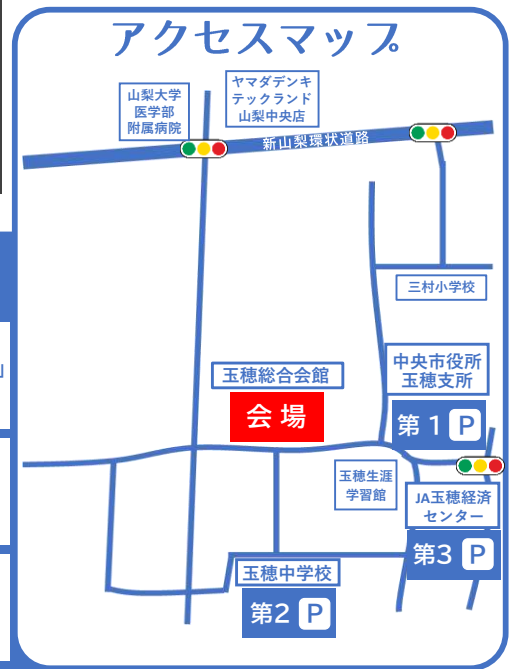 アクセスマップ
山梨大学
医学部
附属病院
ヤマダデンキ
テックランド
山梨中央店
新山梨環状道路
三村小学校
玉穂総合会館
会場
中央市役所
玉穂支所
第1 P
玉穂生涯
学習館
JA玉穂経済
センター
第3 P
玉穂中学校
第2 P
」